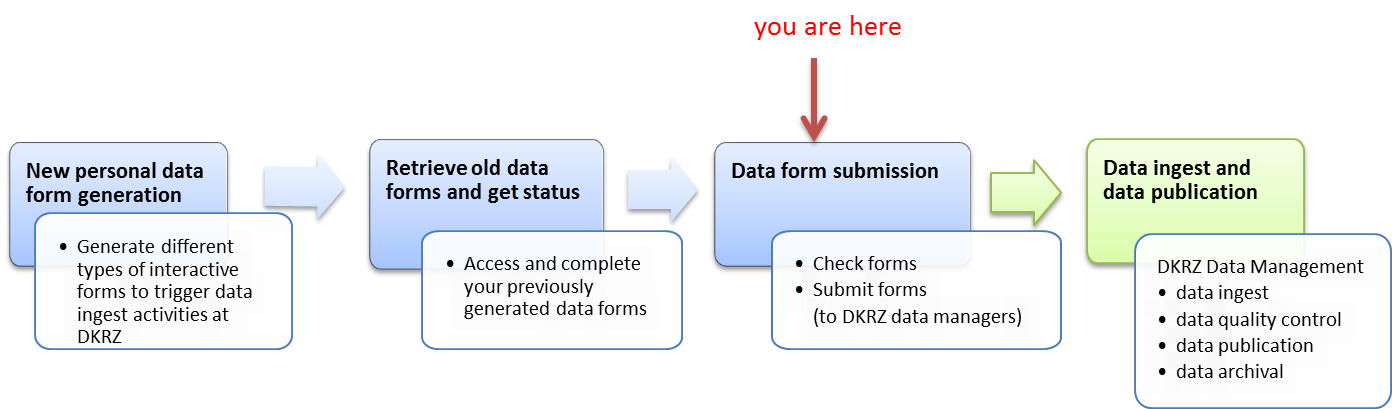 you are here
New personal data
form generation
• Generate different
types of interactive
forms to trigger data
ingest activities at
DKRZ
Retrieve old data
forms and get status
• Access and complete
your previously
generated data forms
Data form submission
• Check forms
• Submit forms
(to DKRZ data managers)
Data ingest and
data publication
DKRZ Data Management
• data ingest
• data quality control
• data publication
• data archival